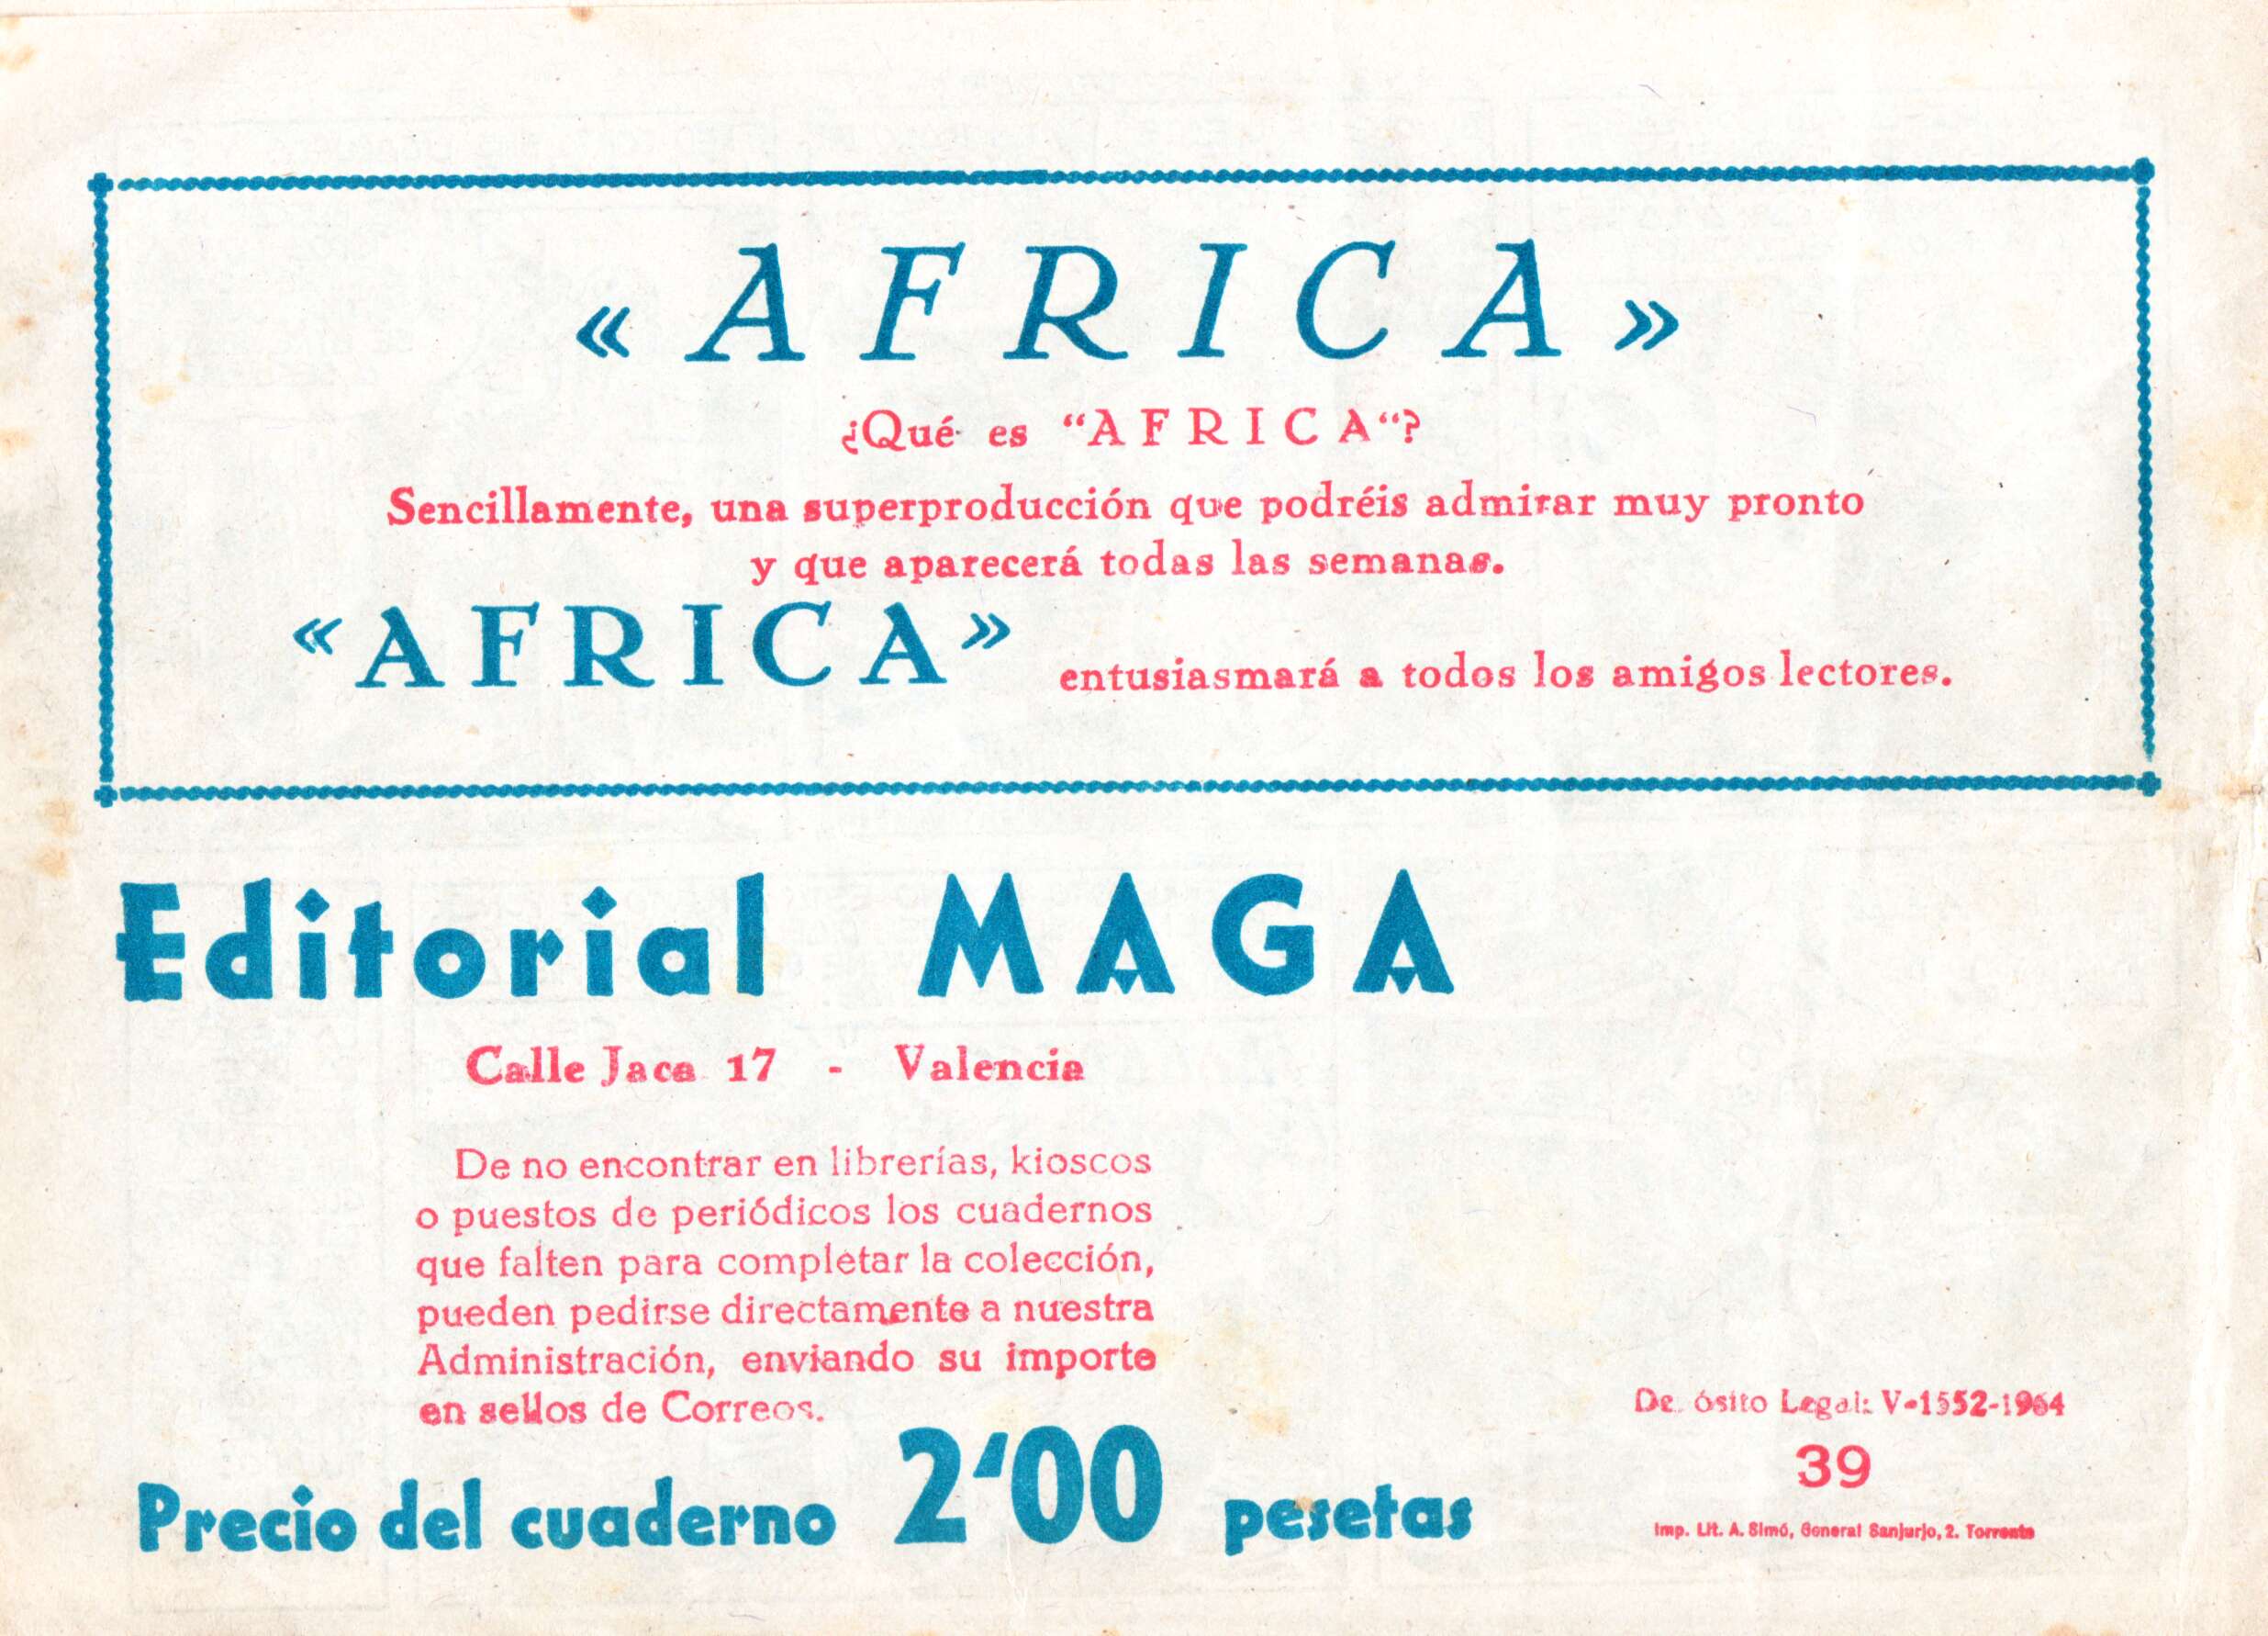 « A F R I C A »
¿Qué es “A F R I C A“?
Sencillamente, una superproducción que podréis admirar muy pronto
y que aparecerá todas las semanas.
«AFRICA» entusiasmará a todos los amigos lectores.
Editorial MAGA
Calle Jaca 17 - Valencia
De no encontrar en librerías, kioscos
o puestos de periódicos los cuadernos
que falten para completar la colección,
pueden pedirse directamente a nuestra
Administración, enviando su importe
en sellos de Correos.
Precio del cuaderno 2'00 pesetas
De ósito Legal: V-1552-1964
39
Imp. Lit. A. Simó, General Sanjurjo, 2. Torrente